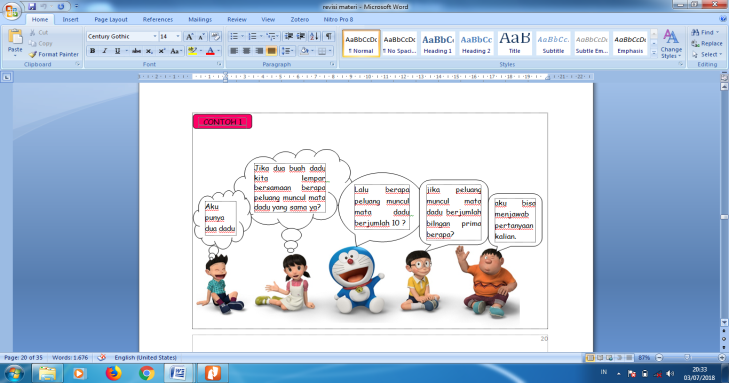 revisi materi - Microsoft Word
Home Insert Page Layout References Mailings Review View Zotero Nitro Pro 8
Paste
Cut
Copy
Format Painter
Clipboard
Century Gothic 14
Font
Paragraph
AaBbCcDc AaBbCcDc AaBbC AaBbCc AaB AaBbCc. AaBbCcDc AaBbCcDc
¶ Normal ¶ No Spaci... Heading 1 Heading 2 Title Subtitle Subtle Em... Emphasis
Change Styles
Styles
Find
Replace
Select
Editing
CONTOH 1
Aku
punya
dua dadu
Jika dua buah dadu
kita lempar
bersamaan berapa
peluang muncul mata
dadu yang sama ya?
Lalu berapa
peluang muncul
mata dadu
berjumlah 10 ?
jika peluang
muncul mata
dadu berjumlah
bilngan prima
berapa?
aku bisa
menjawab
pertanyaan
kalian.
20
Page: 20 of 35 Words: 1.676 English (United States) 87%
IN 20:33
03/07/2018